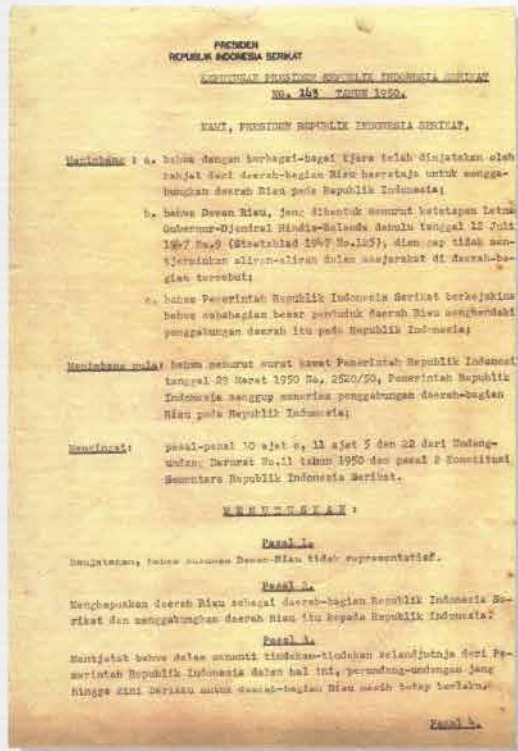 PRESIDEN
REPUBLIK INDONESIA SERIKAT
KEPUTUSAN PRESIDEN REPUBLIK INDONESIA SERIKAT
No. 143 TAHUN 1950.
KAMI, PRESIDEN REPUBLIK INDONESIA SERIKAT,
Menimbang : a. bahwa dengan berbagai-bagai tjara telah dinjatakan oleh
rakjat dari daerah-bagian Riau hasratnja untuk mengga-
bungkan daerah Riau pada Republik Indonesia;
b. bahwa Dewan Riau, jang dibentuk menurut ketetapan Letnan
Gubernur-Djenderal Hindia-Belanda dahulu tanggal 12 Juli
1947 No.9 (Staatsblad 1947 No.125), dianggap tidak men-
tjerminkan aliran-aliran dalam masjarakat di daerah-ba-
gian tersebut;
c. bahwa Pemerintah Republik Indonesia Serikat berkejakinan
bahwa sebahagian besar penduduk daerah Riau menghendaki
penggabungan daerah itu pada Republik Indonesia;
Menimbang pula: bahwa menurut surat kawat Pemerintah Republik Indonesia
tanggal 29 Maret 1950 No. 2520/50, Pemerintah Republik
Indonesia sanggup menerima penggabungan daerah-bagian
Riau pada Republik Indonesia;
Mengingat: pasal-pasal 10 ajat 11 ajat 5 dan 22 dari Undang-
undang Darurat No.11 tahun 1950 dan pasal 2 Konstitusi
Sementara Republik Indonesia Serikat.
MEMUTUSKAN :
Pasal 1.
Menjatakan, bahwa susunan Dewan-Riau tidak representatief.
Pasal 2.
Menghapuskan daerah Riau sebagai daerah-bagian Republik Indonesia Se-
rikat dan menggabungkan daerah Riau itu kepada Republik Indonesia.
Pasal 3.
Mentjatat bahwa dalam menanti tindakan-tindakan selandjutnja dari Pe-
merintah Republik Indonesia dalam hal ini, perundang-undangan jang
hingga kini berlaku untuk daerah-bagian Riau masih tetap berlaku.
Pasal 4.